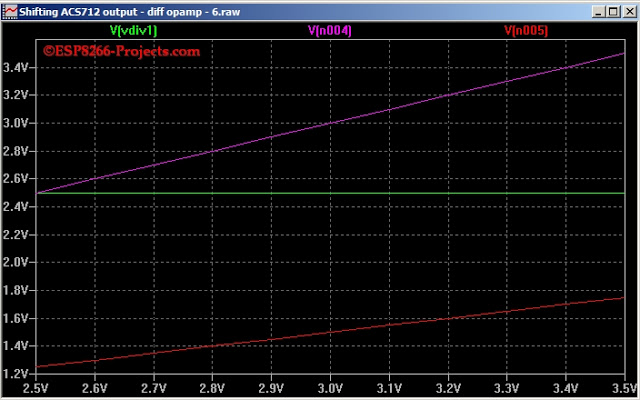 Shifting ACS712 output - diff opamp - 6.raw
V(vdiv1) V(n004) V(n005)
©ESP8266-Projects.com
3.4V
3.2V
3.0V
2.8V
2.6V
2.4V
2.2V
2.0V
1.8V
1.6V
1.4V
1.2V
2.5V 2.6V 2.7V 2.8V 2.9V 3.0V 3.1V 3.2V 3.3V 3.4V 3.5V